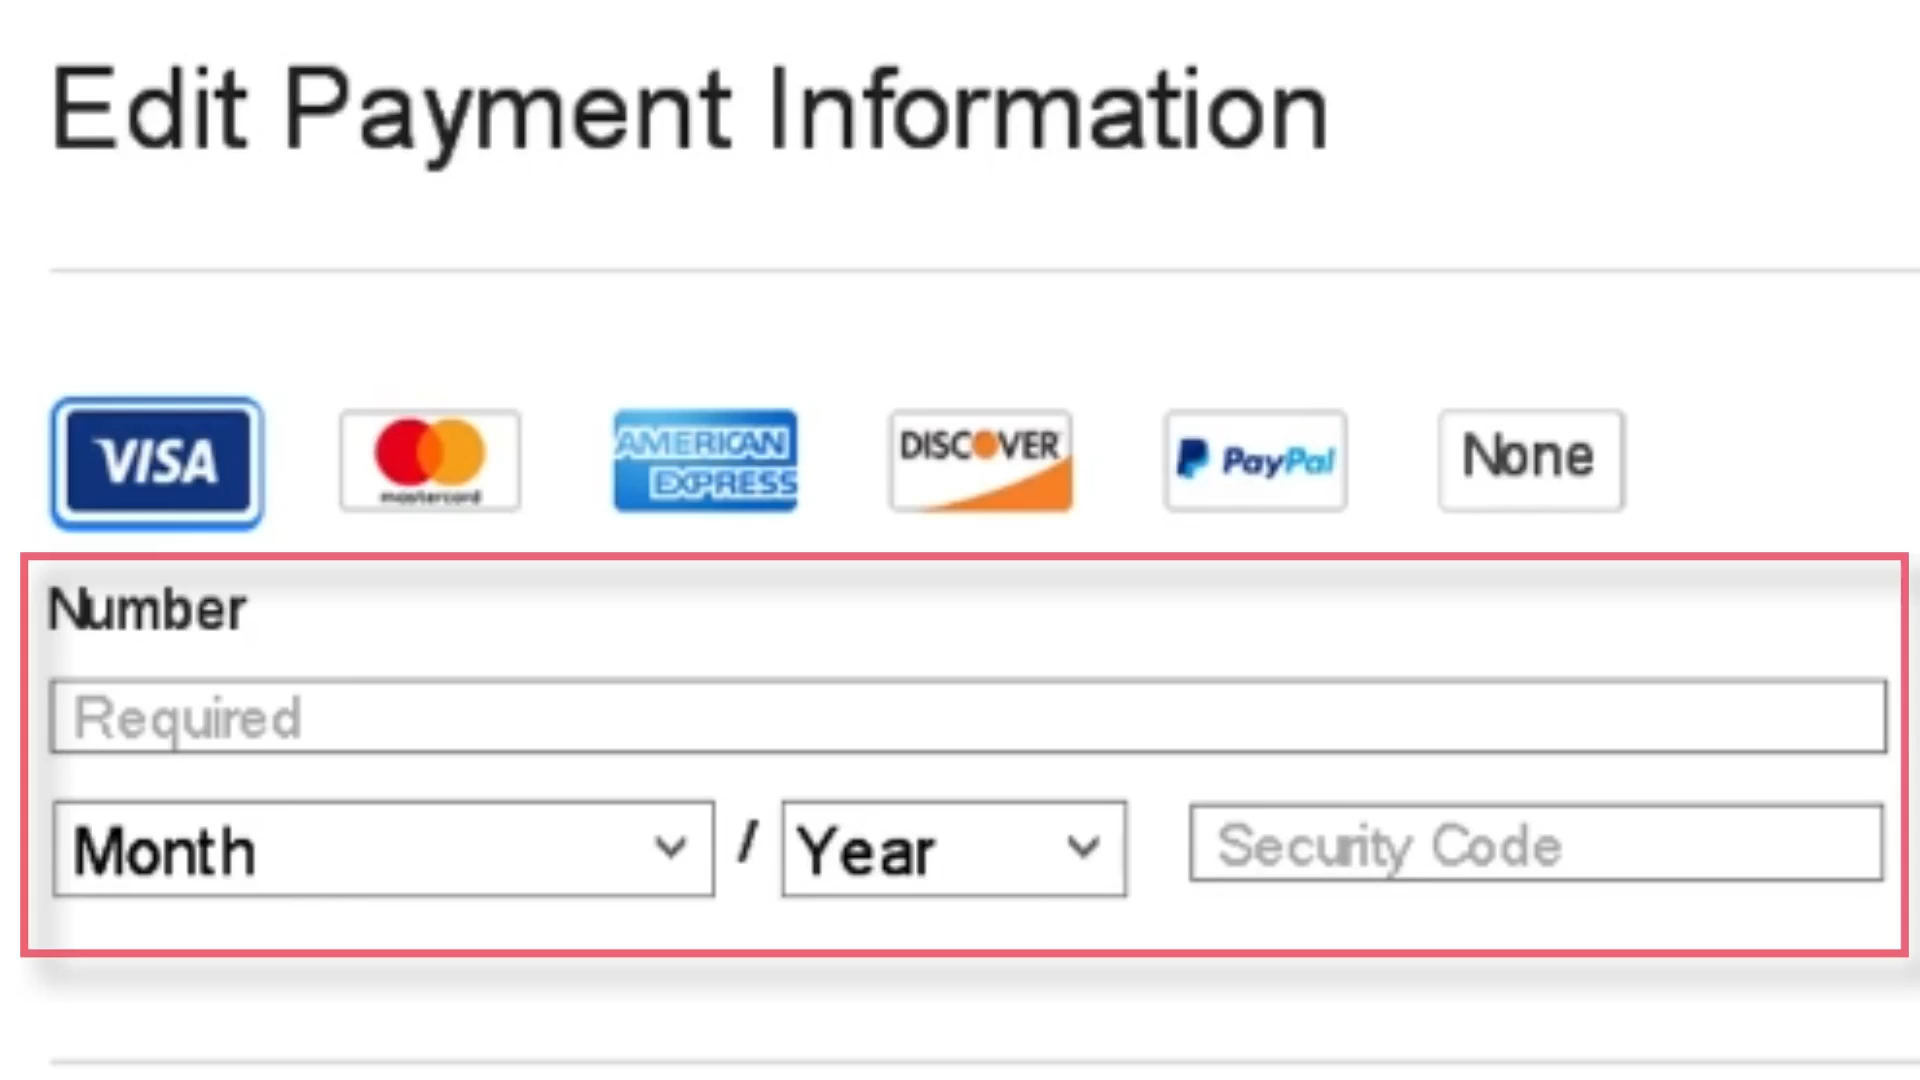 Edit Payment Information
VISA mastercard AMERICAN EXPRESS DISCOVER PayPal None
Number
Required
Month / Year Security Code